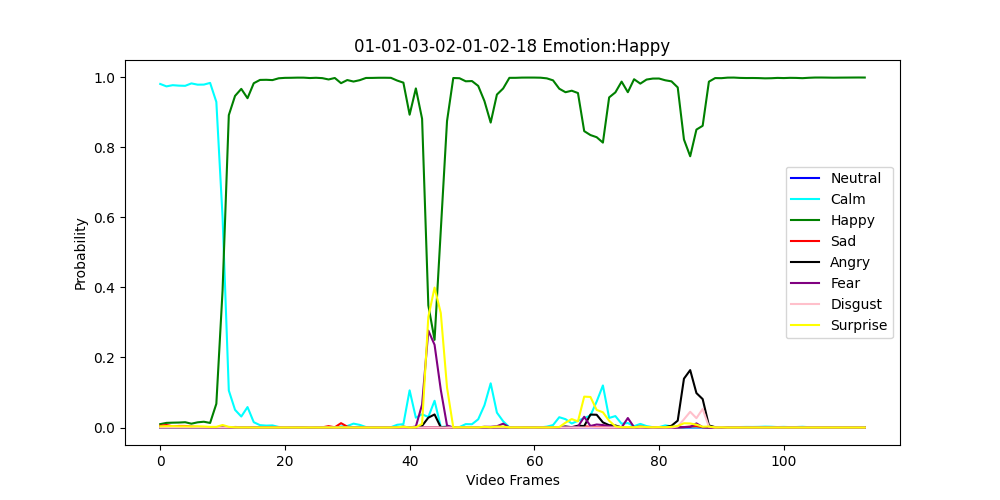 01-01-03-02-01-02-18 Emotion:Happy
1.0
0.8
0.6
0.4
0.2
0.0
Probability
0 20 40 60 80 100
Video Frames
Neutral
Calm
Happy
Sad
Angry
Fear
Disgust
Surprise